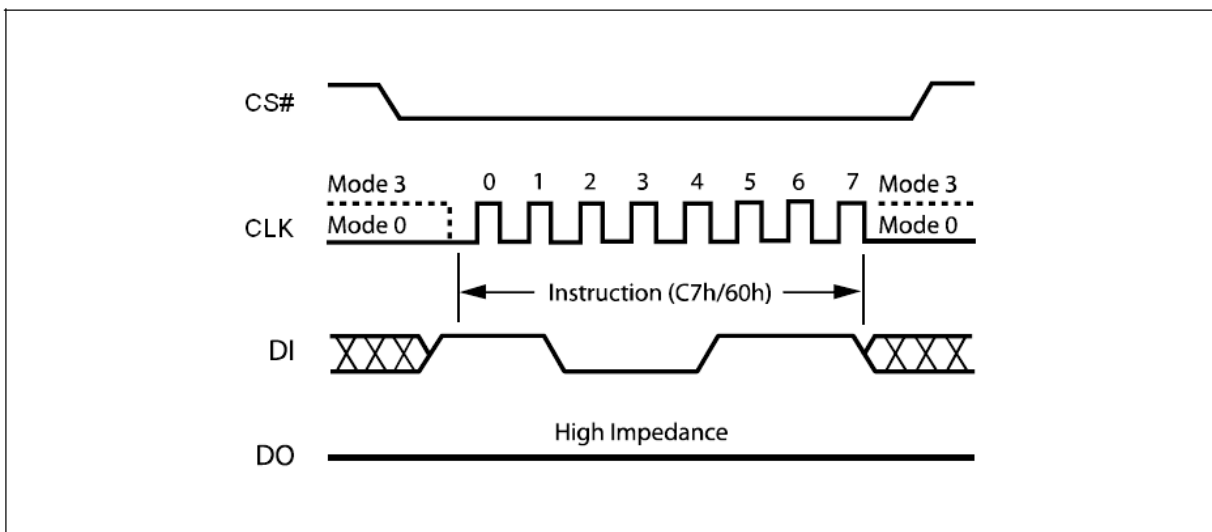 CS#
Mode 3 0 1 2 3 4 5 6 7 Mode 3
CLK Mode 0 Mode 0
Instruction (C7h/60h)
DI
High Impedance
DO